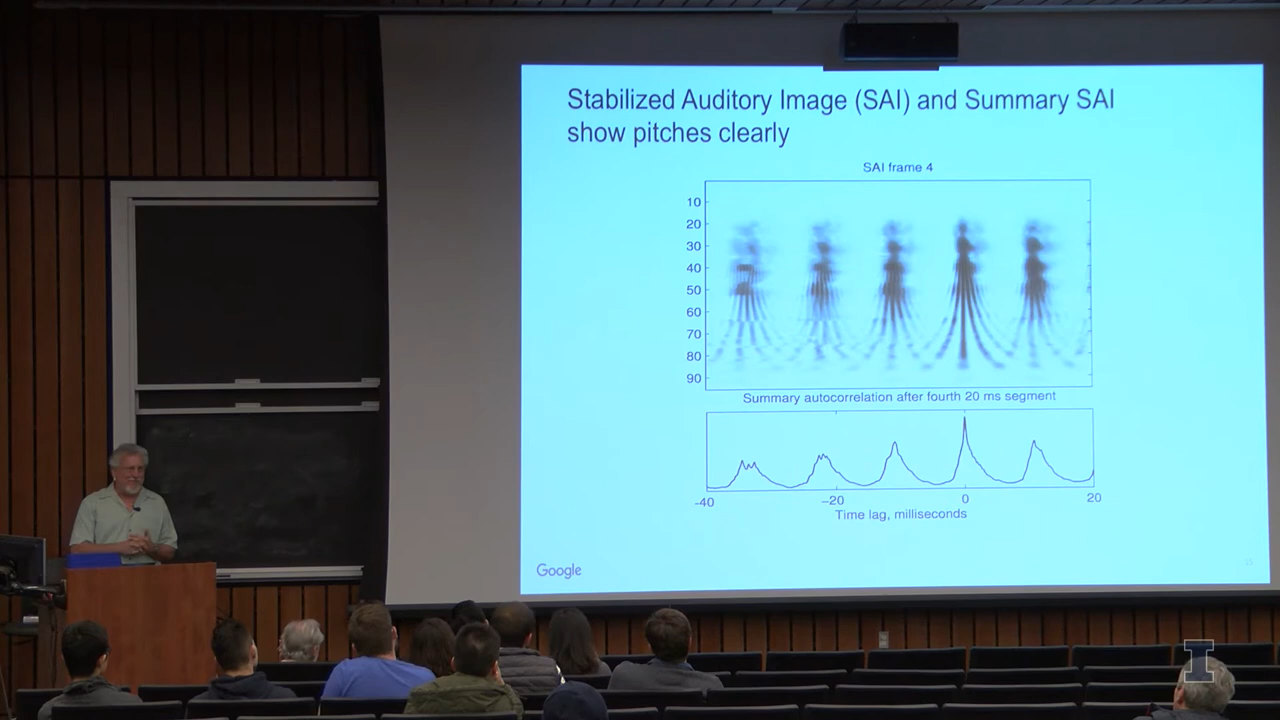 Stabilized Auditory Image (SAI) and Summary SAI
show pitches clearly
SAI frame 4
10
20
30
40
50
60
70
80
90
Summary autocorrelation after fourth 20 ms segment
-40
−20
0
20
Time lag, milliseconds
Google
I